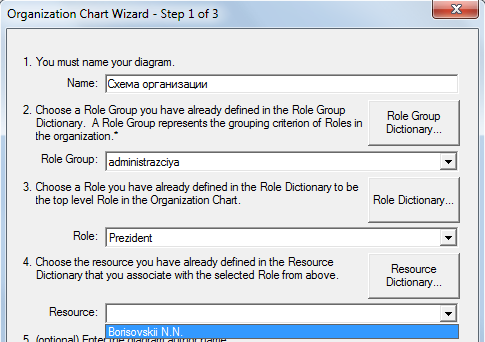 Organization Chart Wizard - Step 1 of 3
1. You must name your diagram.
Name: Схема организации
2. Choose a Role Group you have already defined in the Role Group
Dictionary. A Role Group represents the grouping criterion of Roles in
the organization.*
Role Group
Dictionary...
Role Group: administrazciya
3. Choose a Role you have already defined in the Role Dictionary to be
the top level Role in the Organization Chart.
Role Dictionary...
Role: Prezident
4. Choose the resource you have already defined in the Resource
Dictionary that you associate with the selected Role from above.
Resource
Dictionary...
Resource:
Borisovskii N.N.
5. (optional) Enter the diagram author name